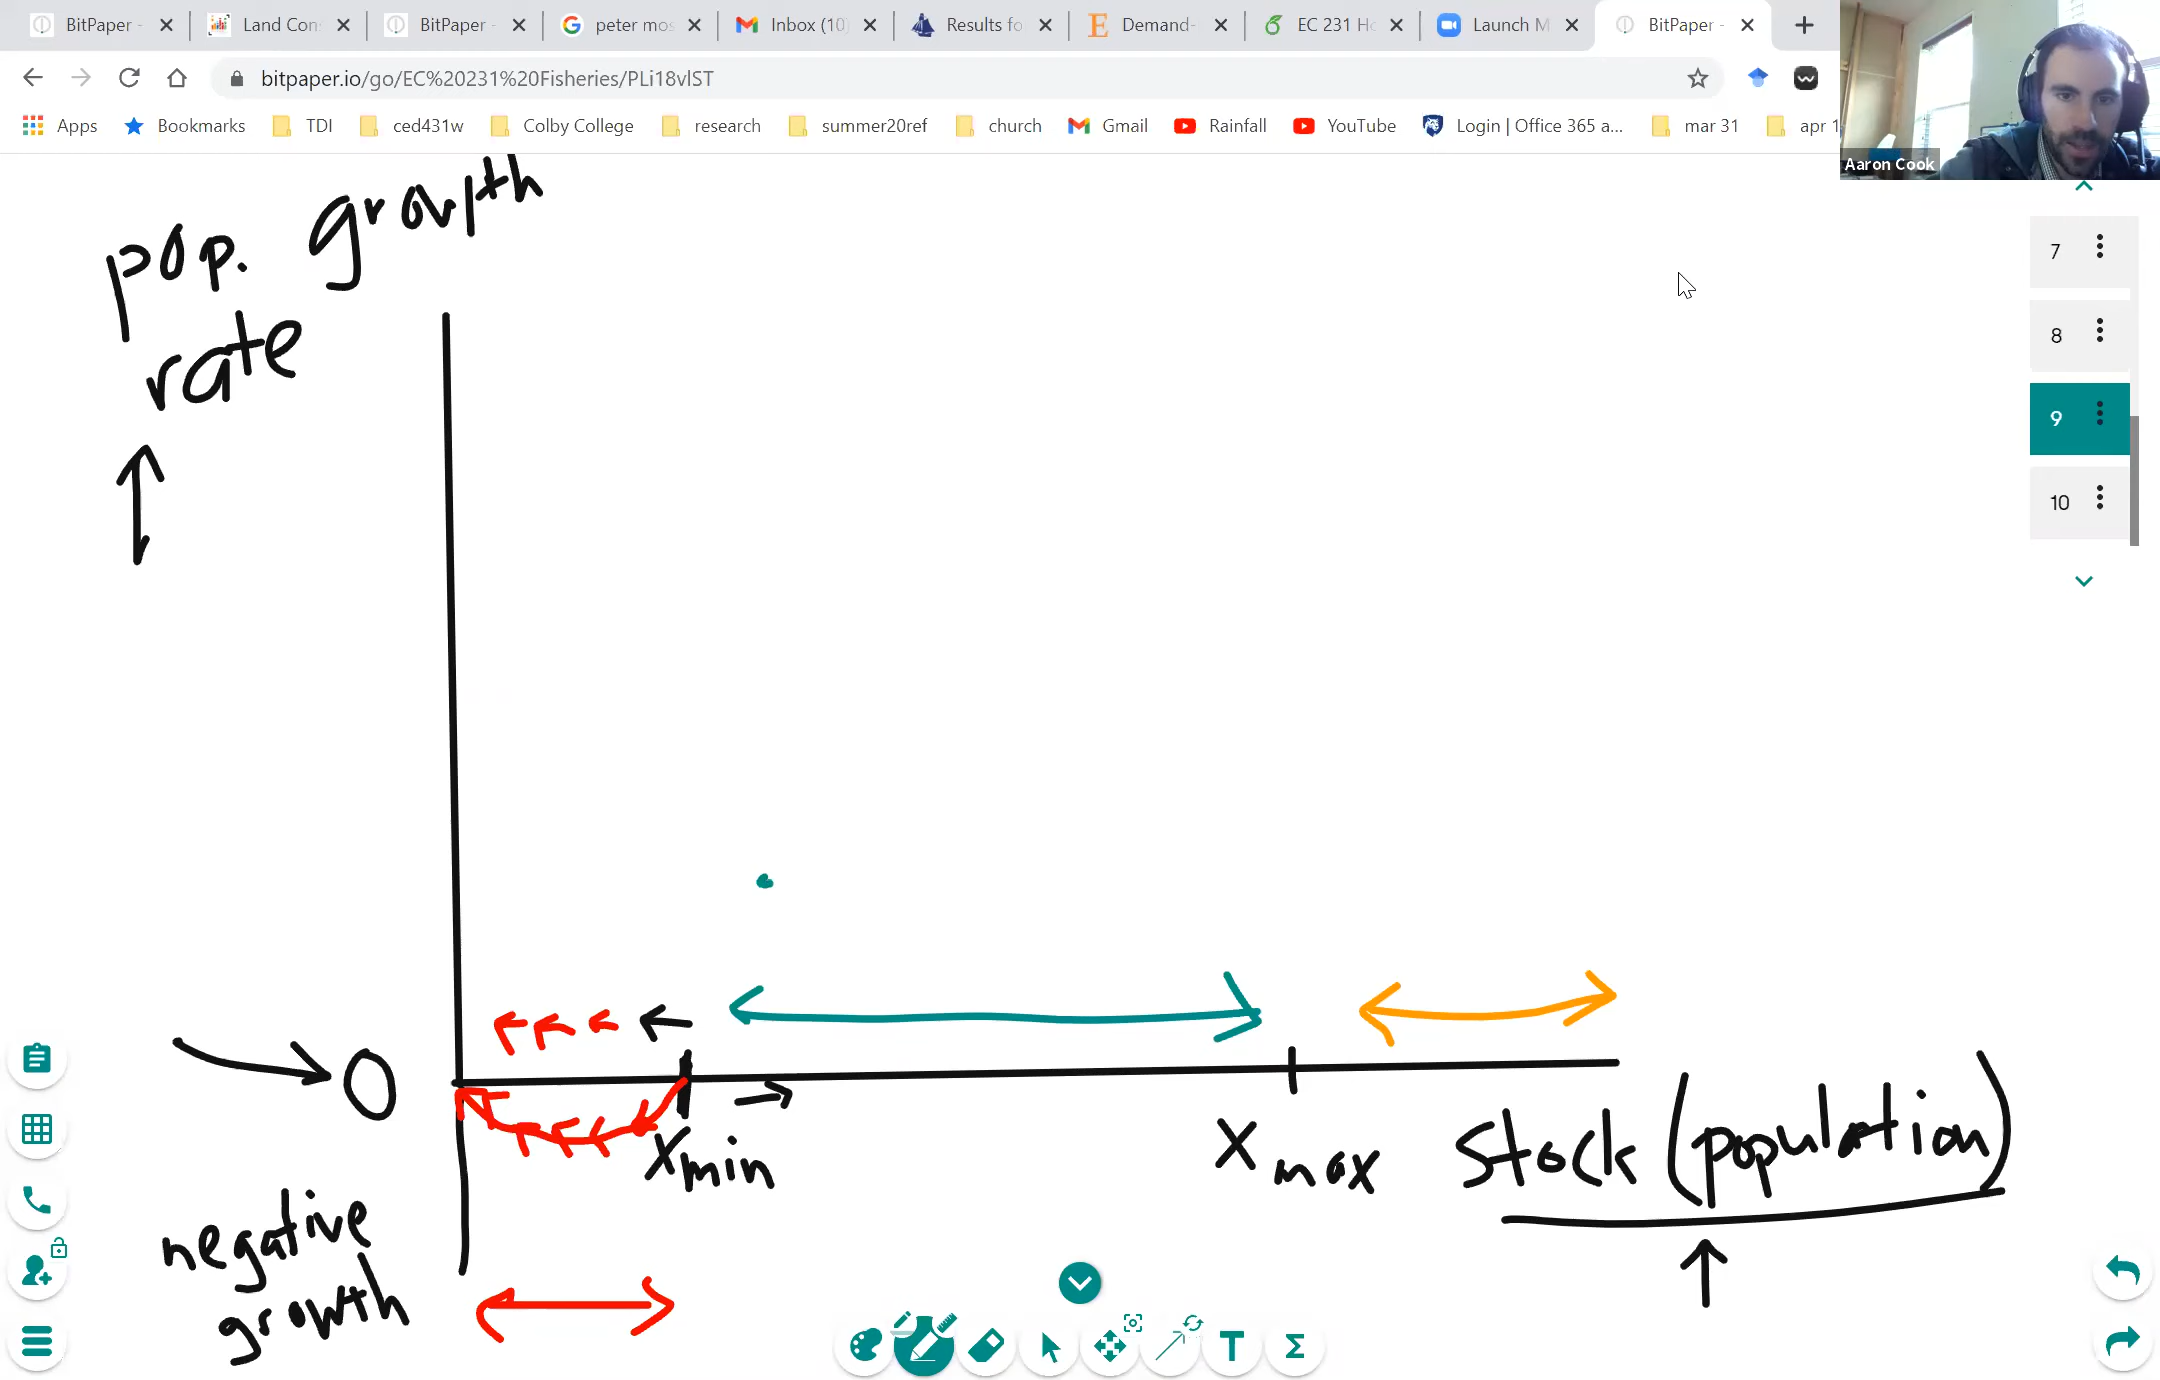 BitPaper -
Land Con
BitPaper -
peter mos
Inbox (10)
Results fo
Demand-
EC 231 Ho
Launch M
BitPaper -
bitpaper.io/go/EC%20231%20Fisheries/PLi18vlST
Apps
Bookmarks
TDI
ced431w
Colby College
research
summer20ref
church
Gmail
Rainfall
YouTube
Login | Office 365 a...
mar 31
apr 1
Aaron Cook
pop. growth
rate
7
8
9
10
0
Xmin
Xmax
Stock (population)
negative
growth
T
Σ